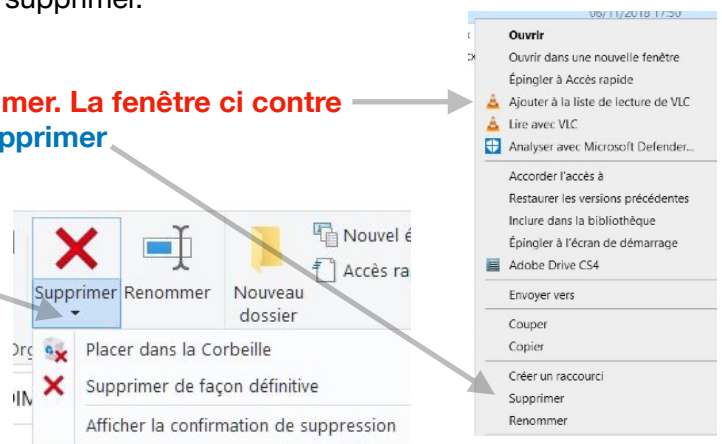 supprimer.
mer. La fenêtre ci contre
pprimer
06/11/2018 17:50
Ouvrir
Ouvrir dans une nouvelle fenêtre
Épingler à Accès rapide
Ajouter à la liste de lecture de VLC
Lire avec VLC
Analyser avec Microsoft Defender...
Accorder l'accès à
Restaurer les versions précédentes
Inclure dans la bibliothèque
Épingler à l'écran de démarrage
Adobe Drive CS4
Envoyer vers
Couper
Copier
Créer un raccourci
Supprimer
Renommer
Supprimer Renommer Nouveau
dossier
Nouvel é
Accès ra
Org
Placer dans la Corbeille
Supprimer de façon définitive
Afficher la confirmation de suppression